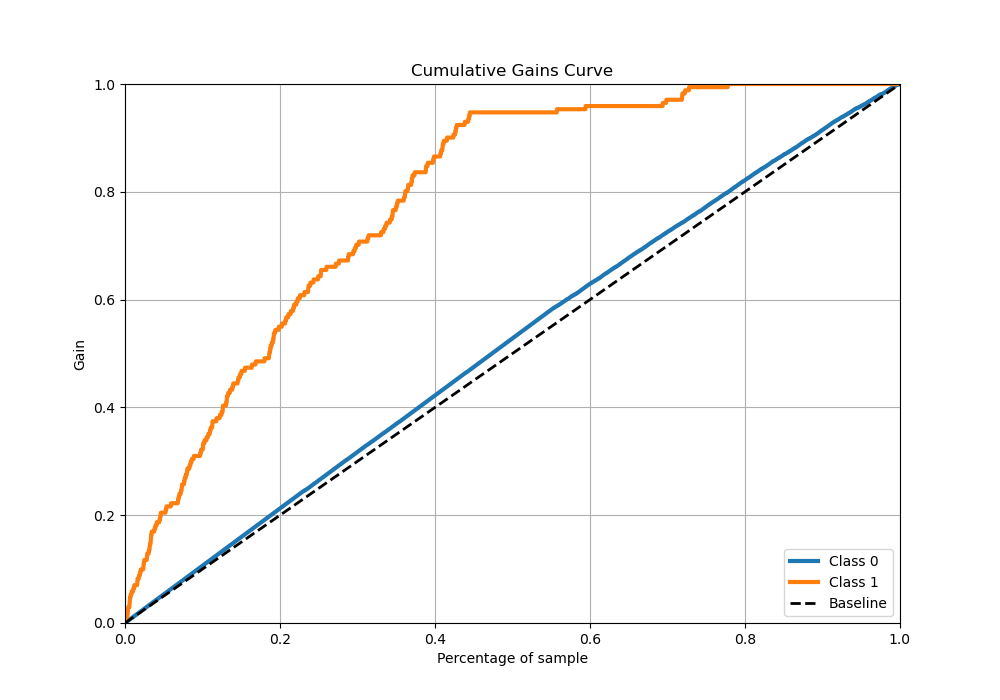 Cumulative Gains Curve
1.0
0.8
0.6
0.4
0.2
0.0
Gain
0.0 0.2 0.4 0.6 0.8 1.0
Percentage of sample
Class 0
Class 1
Baseline